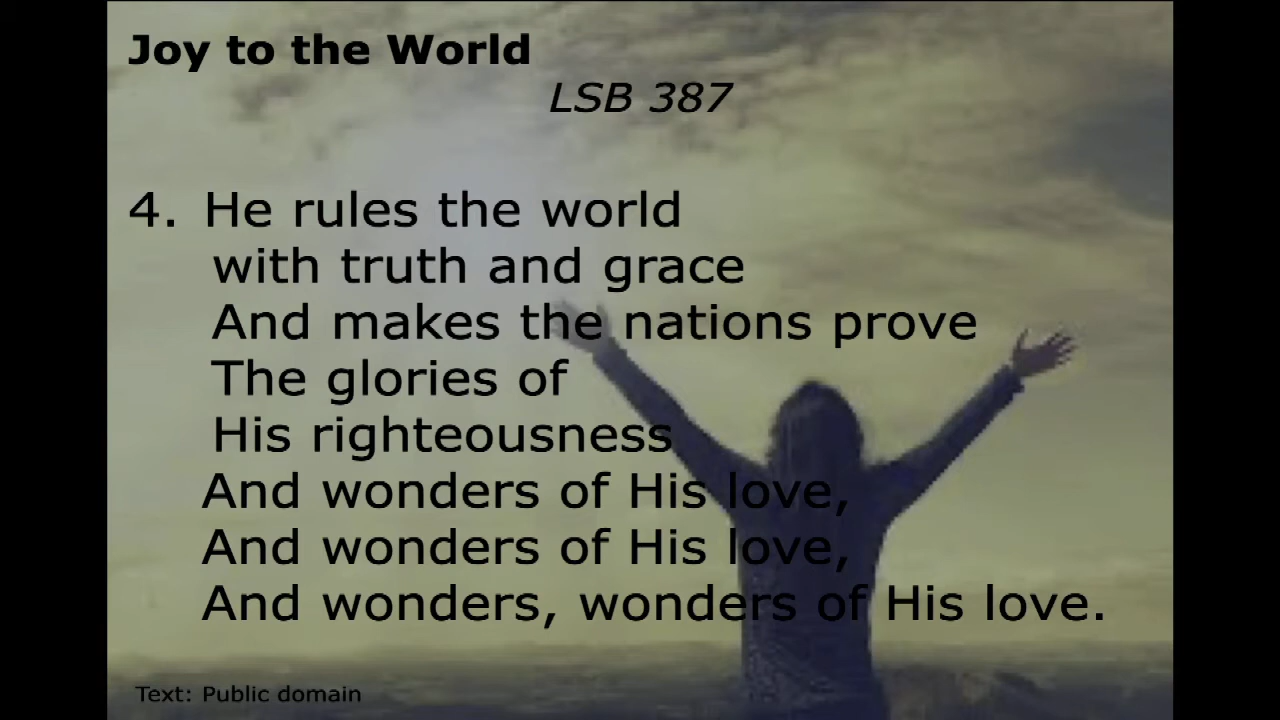 Joy to the World
LSB 387
4. He rules the world
with truth and grace
And makes the nations prove
The glories of
His righteousness
And wonders of His love,
And wonders of His love,
And wonders, wonders of His love.
Text: Public domain